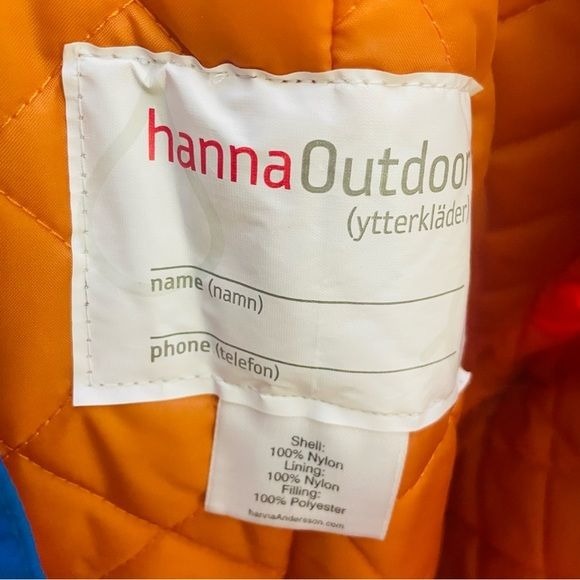 hannaOutdoor
(ytterkläder)
name (namn)
phone (telefon)
Shell:
100% Nylon
Lining:
100% Nylon
Filling:
100% Polyester
hannaAndersson.com